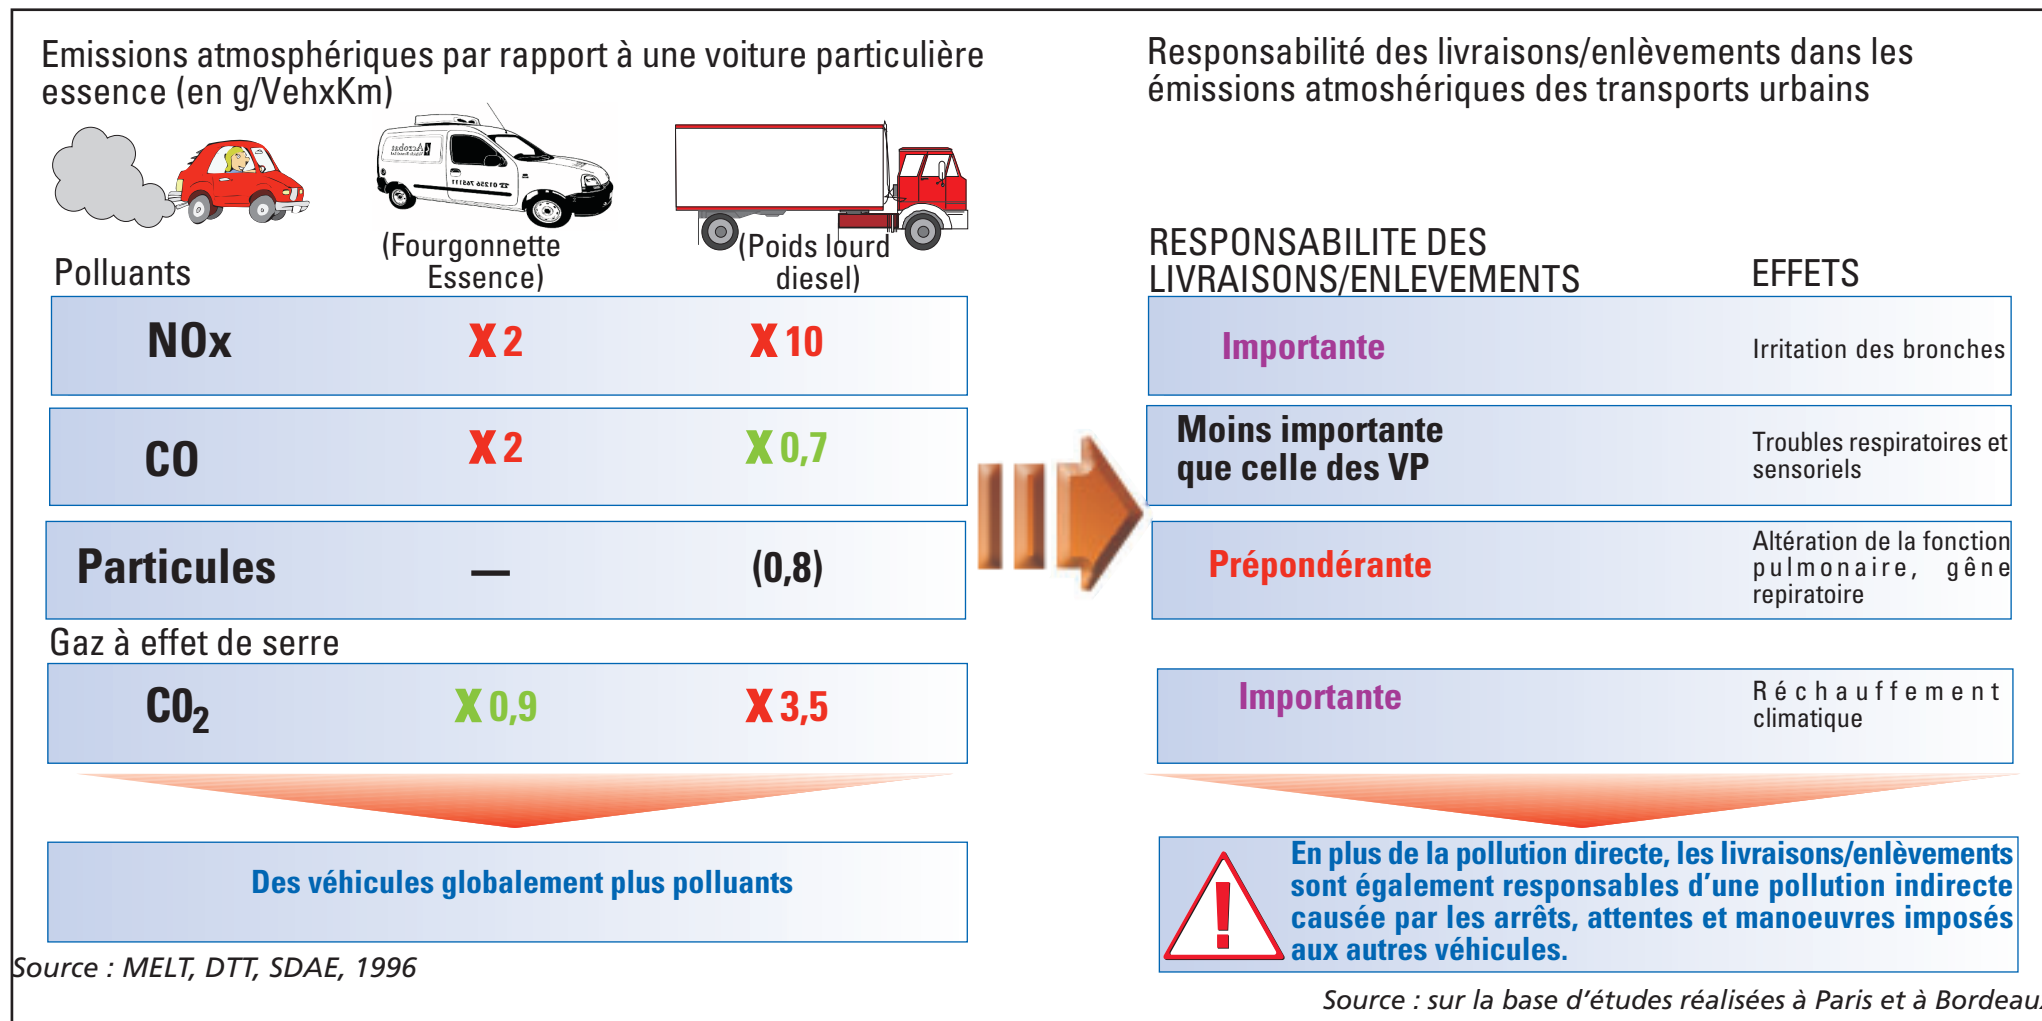 Emissions atmosphériques par rapport à une voiture particulière
essence (en g/VehxKm)
(Fourgonnette
Essence)
(Poids lourd
diesel)
Polluants
NOx
X 2
X 10
CO
X 2
X 0,7
Particules
—
(0,8)
Gaz à effet de serre
C0₂
X 0,9
X 3,5
Des véhicules globalement plus polluants
Source : MELT, DTT, SDAE, 1996
Responsabilité des livraisons/enlèvements dans les
émissions atmoshériques des transports urbains
RESPONSABILITE DES
LIVRAISONS/ENLEVEMENTS
EFFETS
Importante
Irritation des bronches
Moins importante
que celle des VP
Troubles respiratoires et
sensoriels
Prépondérante
Altération de la fonction
pulmonaire, gêne
repiratoire
Importante
Réchauffement
climatique
En plus de la pollution directe, les livraisons/enlèvements
sont également responsables d'une pollution indirecte
causée par les arrêts, attentes et manoeuvres imposés
aux autres véhicules.
Source : sur la base d'études réalisées à Paris et à Bordeaux